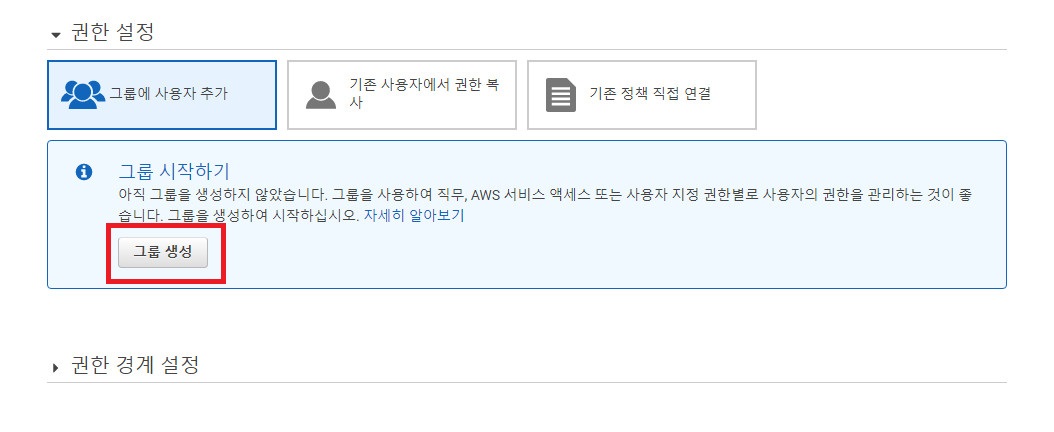 권한 설정
그룹에 사용자 추가
기존 사용자에서 권한 복
사
기존 정책 직접 연결
그룹 시작하기
아직 그룹을 생성하지 않았습니다. 그룹을 사용하여 직무, AWS 서비스 액세스 또는 사용자 지정 권한별로 사용자의 권한을 관리하는 것이 좋
습니다. 그룹을 생성하여 시작하십시오. 자세히 알아보기
그룹 생성
권한 경계 설정